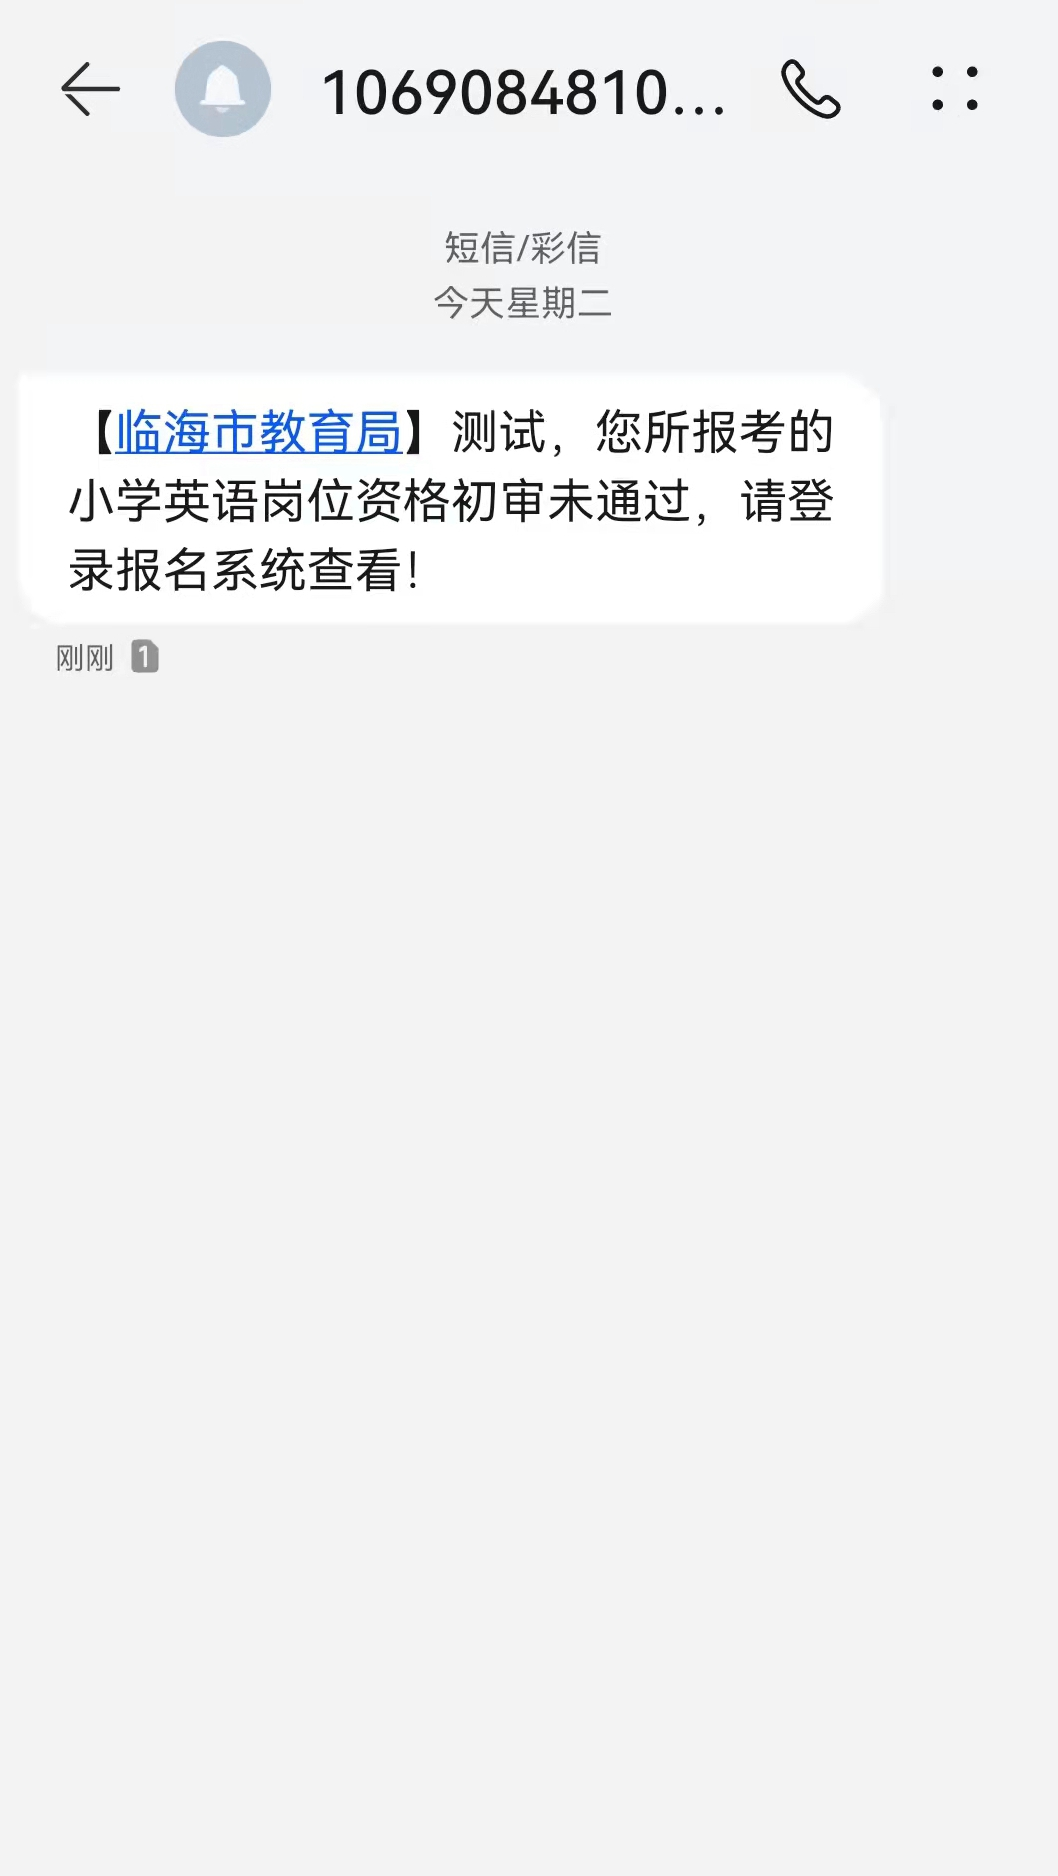 1069084810...
短信/彩信
今天星期二
【临海市教育局】测试，您所报考的
小学英语岗位资格初审未通过，请登
录报名系统查看！
刚刚 1